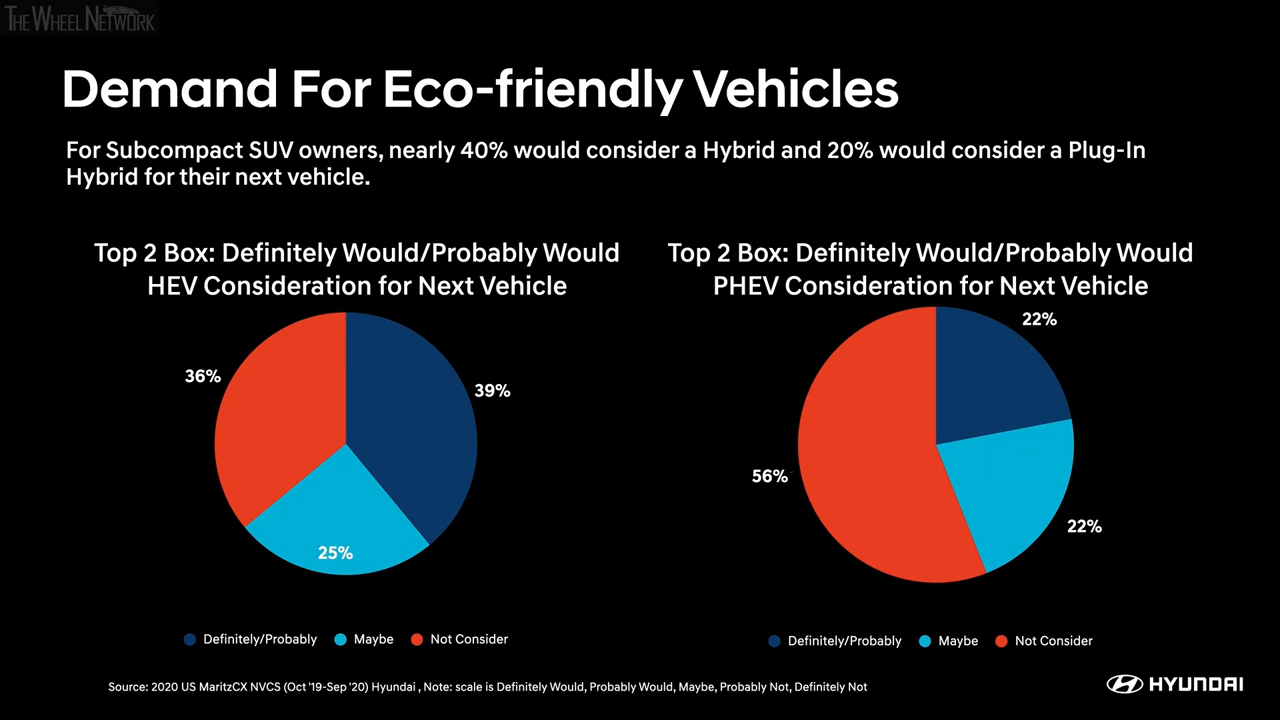 THE WHEEL NETWORK
Demand For Eco-friendly Vehicles
For Subcompact SUV owners, nearly 40% would consider a Hybrid and 20% would consider a Plug-In
Hybrid for their next vehicle.
Top 2 Box: Definitely Would/Probably Would
HEV Consideration for Next Vehicle
36%
39%
25%
Definitely/Probably Maybe Not Consider
Top 2 Box: Definitely Would/Probably Would
PHEV Consideration for Next Vehicle
22%
56%
22%
Definitely/Probably Maybe Not Consider
Source: 2020 US MaritzCX NVCS (Oct '19-Sep '20) Hyundai , Note: scale is Definitely Would, Probably Would, Maybe, Probably Not, Definitely Not
HYUNDAI